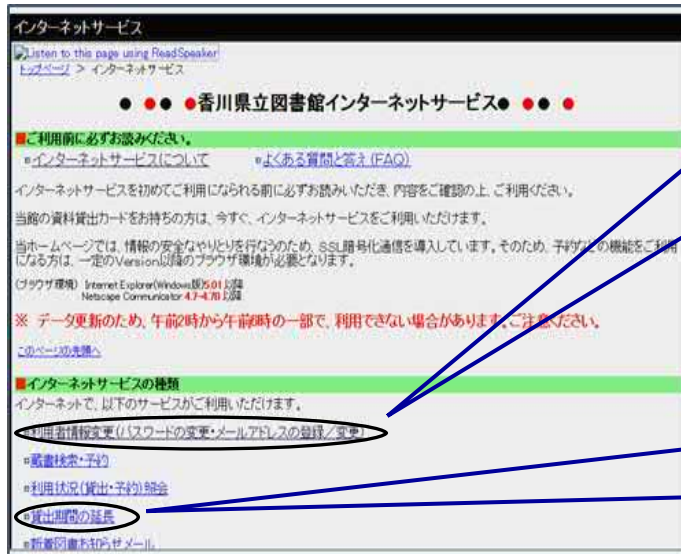 インターネットサービス
Listen to this page using ReadSpeaker
トップページ > インターネットサービス
● ●● ●香川県立図書館インターネットサービス● ●● ●
■ご利用前に必ずお読みください。
インターネットサービスについて よくある質問と答え(FAQ)
インターネットサービスを初めてご利用になられる前に必ずお読みいただき、内容をご確認の上、ご利用ください。
当館の資料貸出カードをお持ちの方は、今すぐ、インターネットサービスをご利用いただけます。
当ホームページでは、情報の安全なやりとりを行なうため、SSL暗号化通信を導入しています。そのため、予約などの機能をご利用
になる方は、一定のVersion以降のブラウザ環境が必要となります。
(ブラウザ環境) Internet Explorer(Windows版)5.01以降
Netscape Communicator 4.7-4.78以降
※ データ更新のため、午前2時から午前6時の一部で、利用できない場合があります。ご注意ください。
このページの先頭へ
■インターネットサービスの種類
インターネットで、以下のサービスがご利用いただけます。
利用者情報変更(パスワードの変更・メールアドレスの登録/変更)
蔵書検索・予約
利用状況(貸出・予約)照会
貸出期間の延長
新着図書お知らせメール